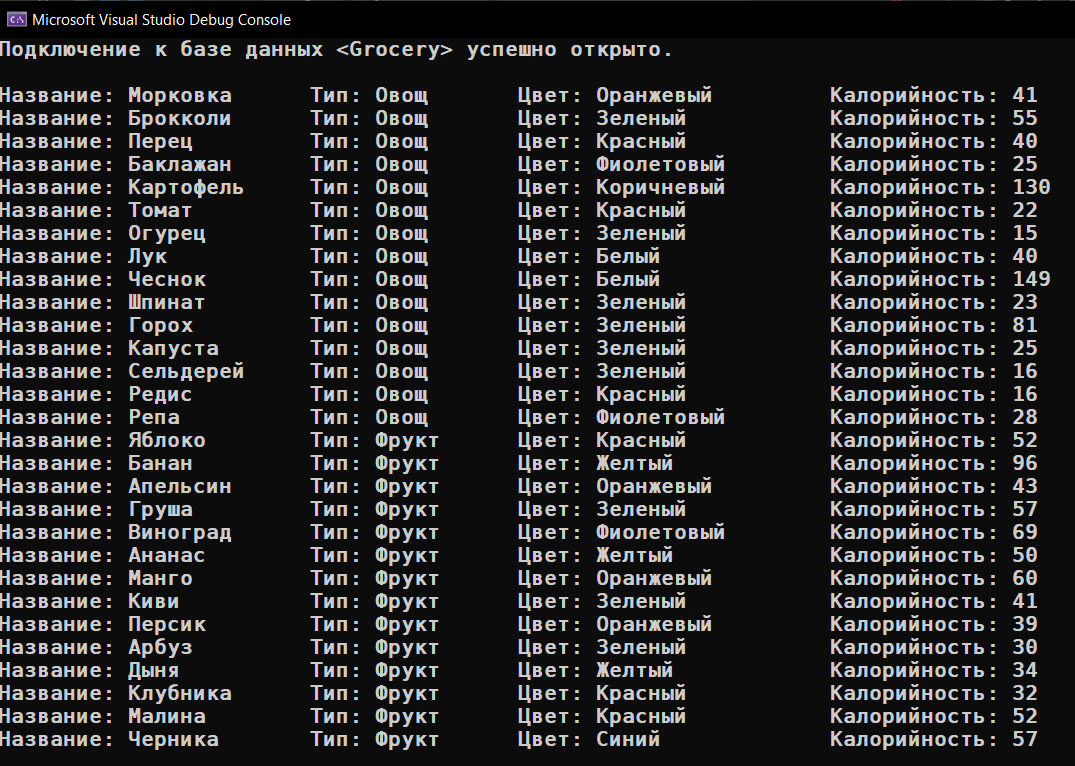 Microsoft Visual Studio Debug Console
Подключение к базе данных <Grocery> успешно открыто.
Название: Морковка Тип: Овощ Цвет: Оранжевый Калорийность: 41
Название: Брокколи Тип: Овощ Цвет: Зеленый Калорийность: 55
Название: Перец Тип: Овощ Цвет: Красный Калорийность: 40
Название: Баклажан Тип: Овощ Цвет: Фиолетовый Калорийность: 25
Название: Картофель Тип: Овощ Цвет: Коричневый Калорийность: 130
Название: Томат Тип: Овощ Цвет: Красный Калорийность: 22
Название: Огурец Тип: Овощ Цвет: Зеленый Калорийность: 15
Название: Лук Тип: Овощ Цвет: Белый Калорийность: 40
Название: Чеснок Тип: Овощ Цвет: Белый Калорийность: 149
Название: Шпинат Тип: Овощ Цвет: Зеленый Калорийность: 23
Название: Горох Тип: Овощ Цвет: Зеленый Калорийность: 81
Название: Капуста Тип: Овощ Цвет: Зеленый Калорийность: 25
Название: Сельдерей Тип: Овощ Цвет: Зеленый Калорийность: 16
Название: Редис Тип: Овощ Цвет: Красный Калорийность: 16
Название: Репа Тип: Овощ Цвет: Фиолетовый Калорийность: 28
Название: Яблоко Тип: Фрукт Цвет: Красный Калорийность: 52
Название: Банан Тип: Фрукт Цвет: Желтый Калорийность: 96
Название: Апельсин Тип: Фрукт Цвет: Оранжевый Калорийность: 43
Название: Груша Тип: Фрукт Цвет: Зеленый Калорийность: 57
Название: Виноград Тип: Фрукт Цвет: Фиолетовый Калорийность: 69
Название: Ананас Тип: Фрукт Цвет: Желтый Калорийность: 50
Название: Манго Тип: Фрукт Цвет: Оранжевый Калорийность: 60
Название: Киви Тип: Фрукт Цвет: Зеленый Калорийность: 41
Название: Персик Тип: Фрукт Цвет: Оранжевый Калорийность: 39
Название: Арбуз Тип: Фрукт Цвет: Зеленый Калорийность: 30
Название: Дыня Тип: Фрукт Цвет: Желтый Калорийность: 34
Название: Клубника Тип: Фрукт Цвет: Красный Калорийность: 32
Название: Малина Тип: Фрукт Цвет: Красный Калорийность: 52
Название: Черника Тип: Фрукт Цвет: Синий Калорийность: 57